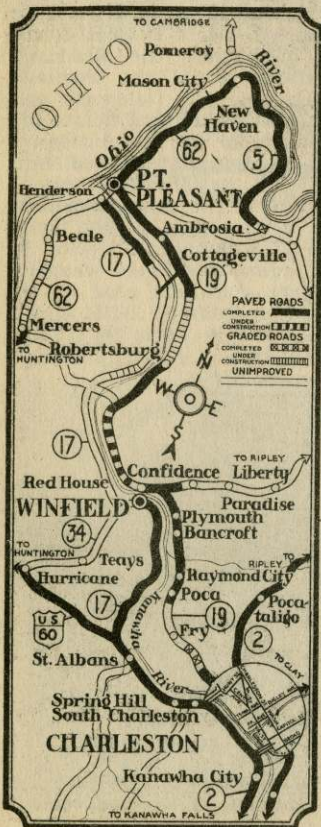 TO CAMBRIDGE
Pomeroy
OHIO
River
Mason City
New
Haven
Ohio
62
5
Henderson
PT.
PLEASANT
Beale
Ambrosia
17
Cottageville
19
62
PAVED ROADS
COMPLETED
UNDER
CONSTRUCTION
GRADED ROADS
COMPLETED
UNDER
CONSTRUCTION
UNIMPROVED
Mercers
TO
HUNTINGTON
Robertsburg
N
W E
S
17
TO RIPLEY
Confidence
Liberty
Red House
Paradise
WINFIELD
Plymouth
Bancroft
34
TO
HUNTINGTON
Teays
Hurricane
Raymond City
Poca
TO
RIPLEY
Poca-
taligo
17
Kanawha
19
Fry
2
US
60
TO CLAY
St. Albans
River
Spring Hill
South Charleston
CHARLESTON
Kanawha City
2
TO KANAWHA FALLS